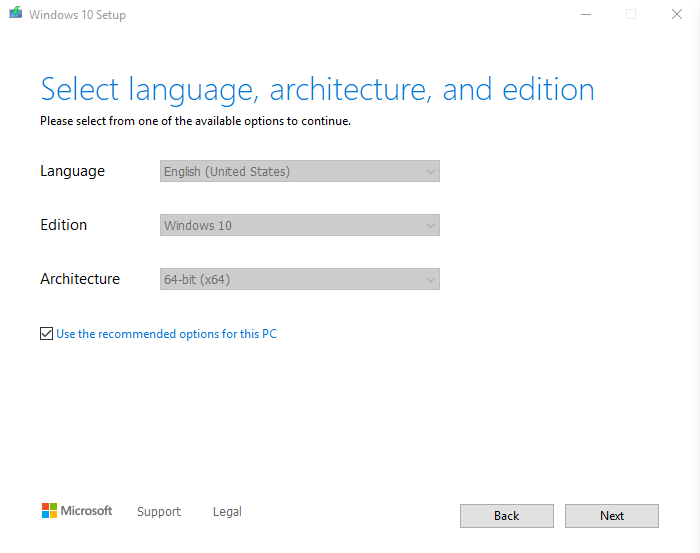 Windows 10 Setup
Select language, architecture, and edition
Please select from one of the available options to continue.
Language English (United States)
Edition Windows 10
Architecture 64-bit (x64)
Use the recommended options for this PC
Microsoft Support Legal Back Next